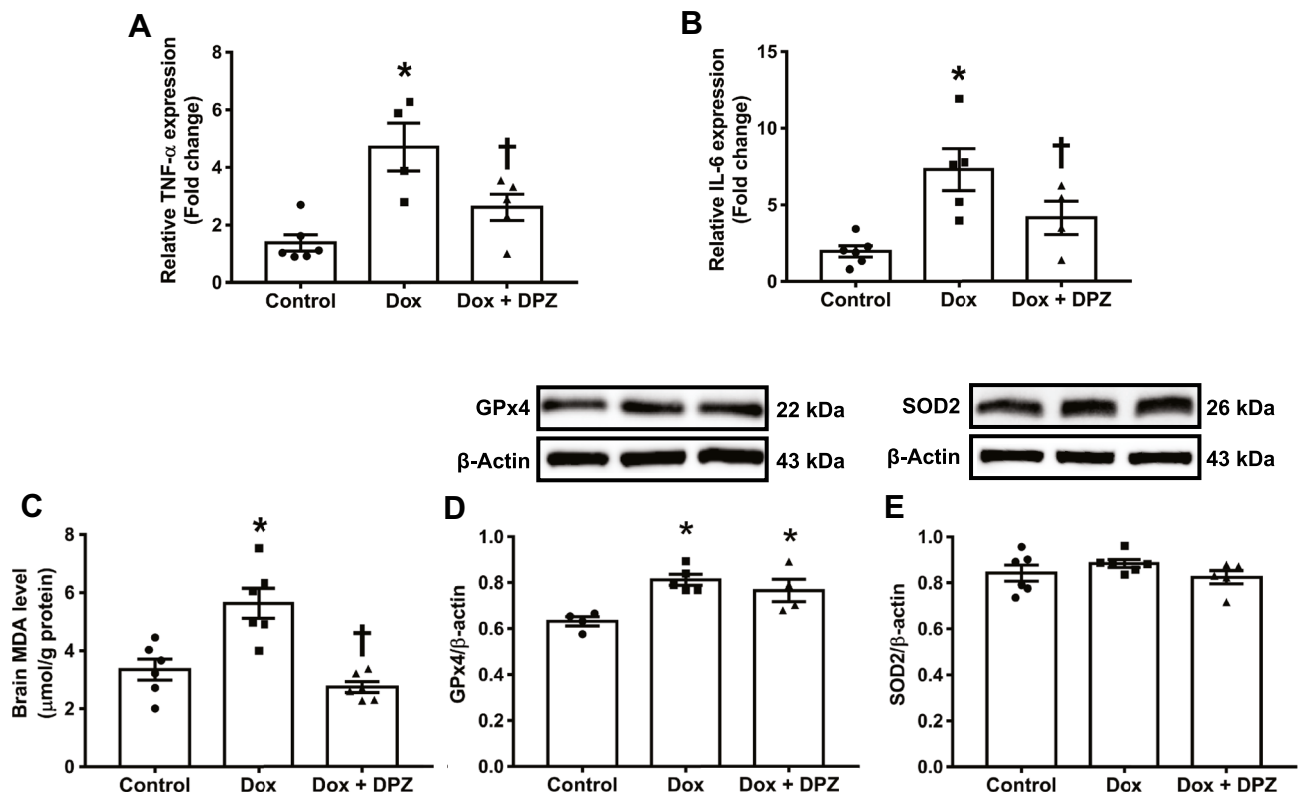 A
Relative TNF-α expression
(Fold change)
8
6
4
2
0
*
†
Control Dox Dox + DPZ
B
Relative IL-6 expression
(Fold change)
15
10
5
0
*
†
Control Dox Dox + DPZ
GPx4 22 kDa
β-Actin 43 kDa
SOD2 26 kDa
β-Actin 43 kDa
C
Brain MDA level
(μmol/g protein)
8
6
4
2
0
*
†
Control Dox Dox + DPZ
D
GPx4/β-actin
1.0
0.8
0.6
0.4
0.2
0.0
* *
Control Dox Dox + DPZ
E
SOD2/β-actin
1.0
0.8
0.6
0.4
0.2
0.0
Control Dox Dox + DPZ